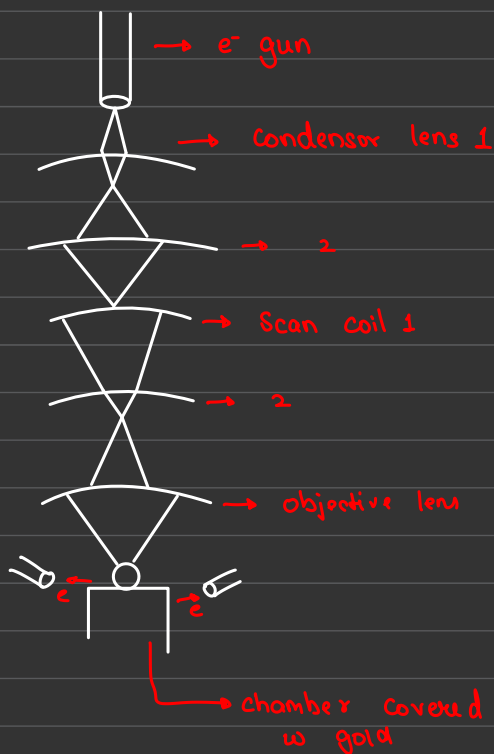 → e⁻ gun
→ Condensor lens 1
→ 2
→ Scan coil 1
→ 2
→ objective lens
e
e
chamber covered
w gold